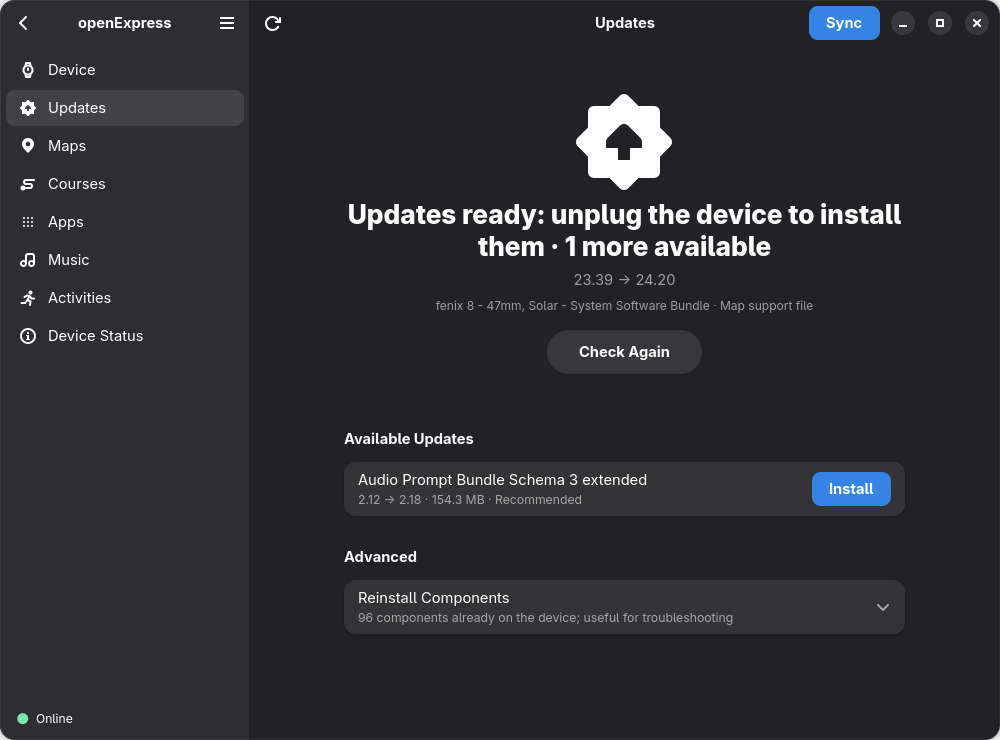 openExpress
Updates
Sync
Device
Updates
Maps
Courses
Apps
Music
Activities
Device Status
Online
Updates ready: unplug the device to install
them · 1 more available
23.39 → 24.20
fenix 8 - 47mm, Solar - System Software Bundle · Map support file
Check Again
Available Updates
Audio Prompt Bundle Schema 3 extended
2.12 → 2.18 · 154.3 MB · Recommended
Install
Advanced
Reinstall Components
96 components already on the device; useful for troubleshooting